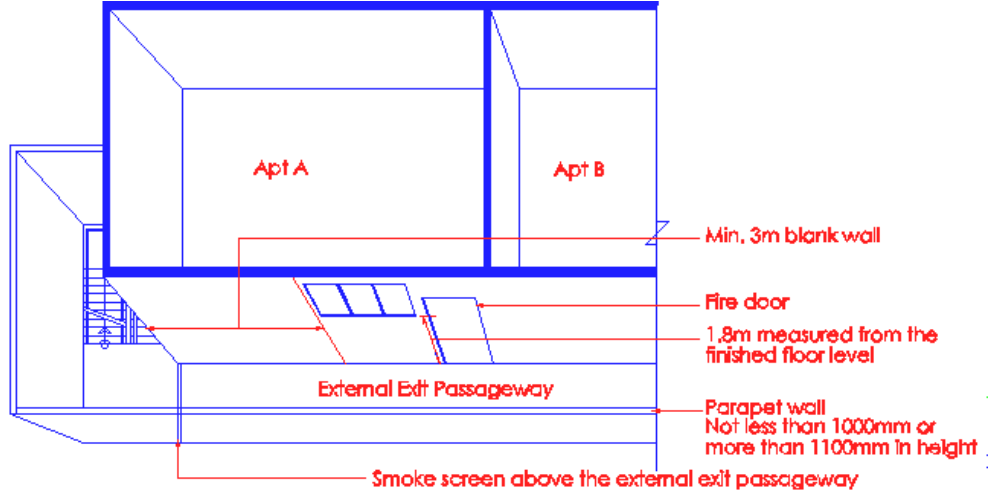 Apt A
Apt B
Min. 3m blank wall
Fire door
1.8m measured from the
finished floor level
External Exit Passageway
Parapet wall
Not less than 1000mm or
more than 1100mm in height
Smoke screen above the external exit passageway